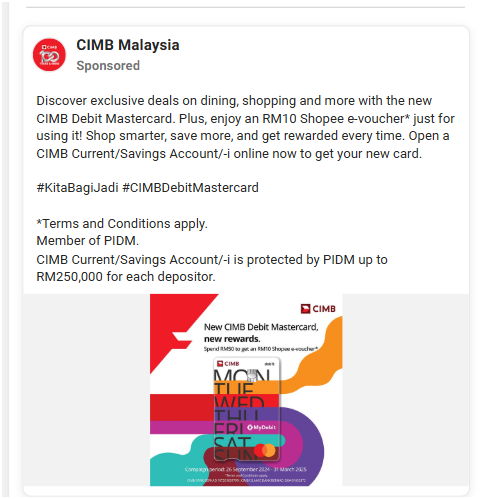 CIMB Malaysia
Sponsored
Discover exclusive deals on dining, shopping and more with the new
CIMB Debit Mastercard. Plus, enjoy an RM10 Shopee e-voucher* just for
using it! Shop smarter, save more, and get rewarded every time. Open a
CIMB Current/Savings Account/-i online now to get your new card.
#KitaBagiJadi #CIMBDebitMastercard
*Terms and Conditions apply.
Member of PIDM.
CIMB Current/Savings Account/-i is protected by PIDM up to
RM250,000 for each depositor.
CIMB
New CIMB Debit Mastercard,
new rewards.
Spend RM50 to get an RM10 Shopee e-voucher*
CIMB
debit
MON
TUE
WED
THU
FRI
MyDebit
SAT
SUN
Campaign period: 26 September 2024 - 31 March 2025
*Terms and conditions apply